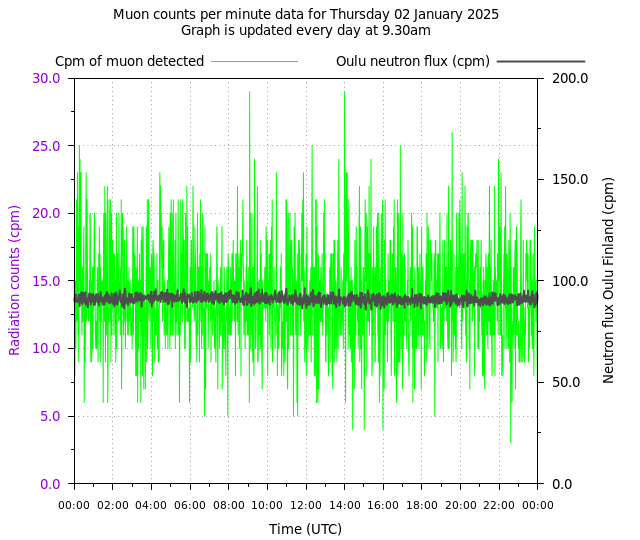 Muon counts per minute data for Thursday 02 January 2025
Graph is updated every day at 9.30am
Cpm of muon detected Oulu neutron flux (cpm)
30.0 200.0
25.0
150.0
20.0
15.0 100.0
10.0
50.0
5.0
0.0 0.0
Radiation counts (cpm)
Neutron flux Oulu Finland (cpm)
00:00 02:00 04:00 06:00 08:00 10:00 12:00 14:00 16:00 18:00 20:00 22:00 00:00
Time (UTC)